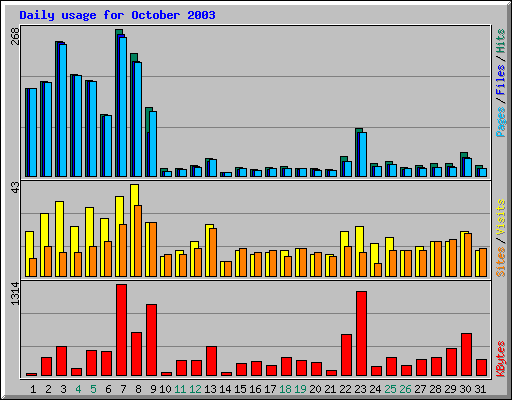 Daily usage for October 2003
268
Pages / Files / Hits
43
Sites / Visits
1314
KBytes
1 2 3 4 5 6 7 8 9 10 11 12 13 14 15 16 17 18 19 20 21 22 23 24 25 26 27 28 29 30 31